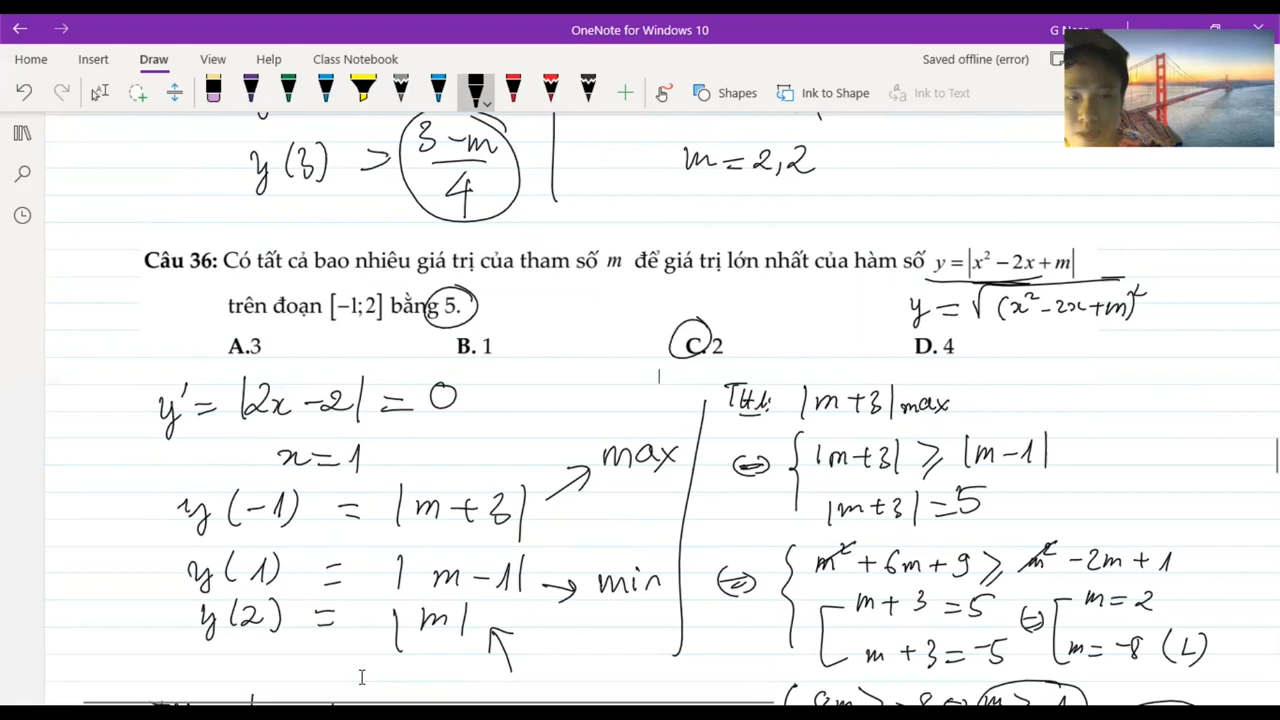 OneNote for Windows 10
Home Insert Draw View Help Class Notebook Saved offline (error)
Shapes Ink to Shape Ink to Text
y(3) > 3-m/4
m = 2,2
Câu 36: Có tất cả bao nhiêu giá trị của tham số m để giá trị lớn nhất của hàm số y = |x² − 2x + m|
trên đoạn [−1;2] bằng 5.
y = √(x² - 2x + m)²
A.3 B. 1 C. 2 D. 4
y' = |2x - 2| = 0
x = 1
y(-1) = |m + 3| → max
y(1) = |m - 1| → min
y(2) = |m|
TH1: |m + 3| max
⇔ { |m+3| ⩾ |m-1|
|m+3| = 5
⇔ { m² + 6m + 9 ⩾ m² - 2m + 1
[ m + 3 = 5 ⇔ [ m = 2
m + 3 = -5 m = -8 (L)